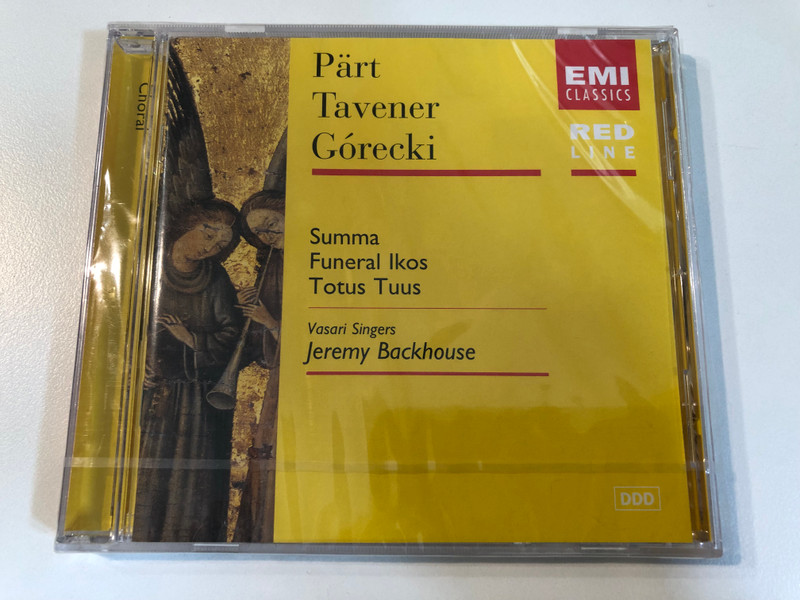 Choral
Pärt
Tavener
Górecki
EMI
CLASSICS
RED
LINE
Summa
Funeral Ikos
Totus Tuus
Vasari Singers
Jeremy Backhouse
DDD